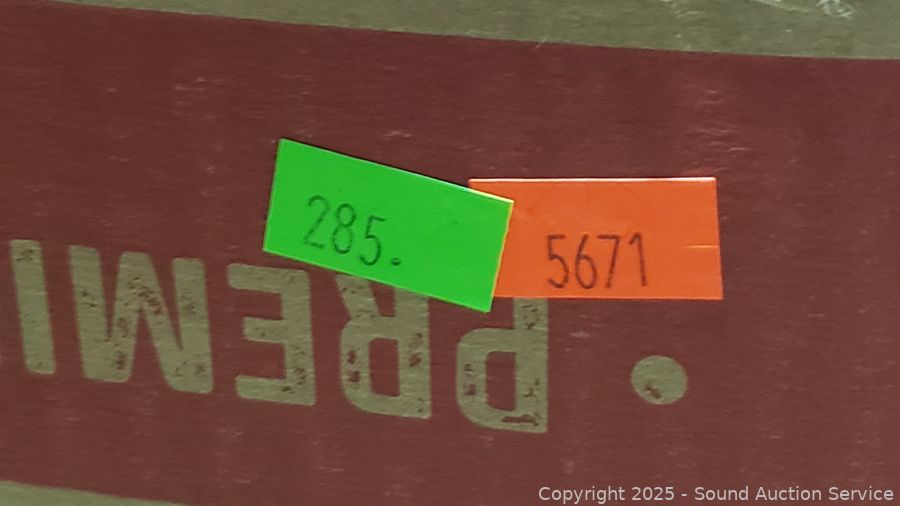 285.
5671
PREMI
Copyright 2025 - Sound Auction Service